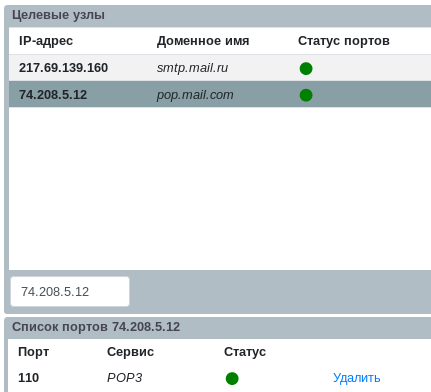 Целевые узлы
IP-адрес Доменное имя Статус портов
217.69.139.160 smtp.mail.ru
74.208.5.12 pop.mail.com
74.208.5.12
Список портов 74.208.5.12
Порт Сервис Статус
110 POP3 Удалить